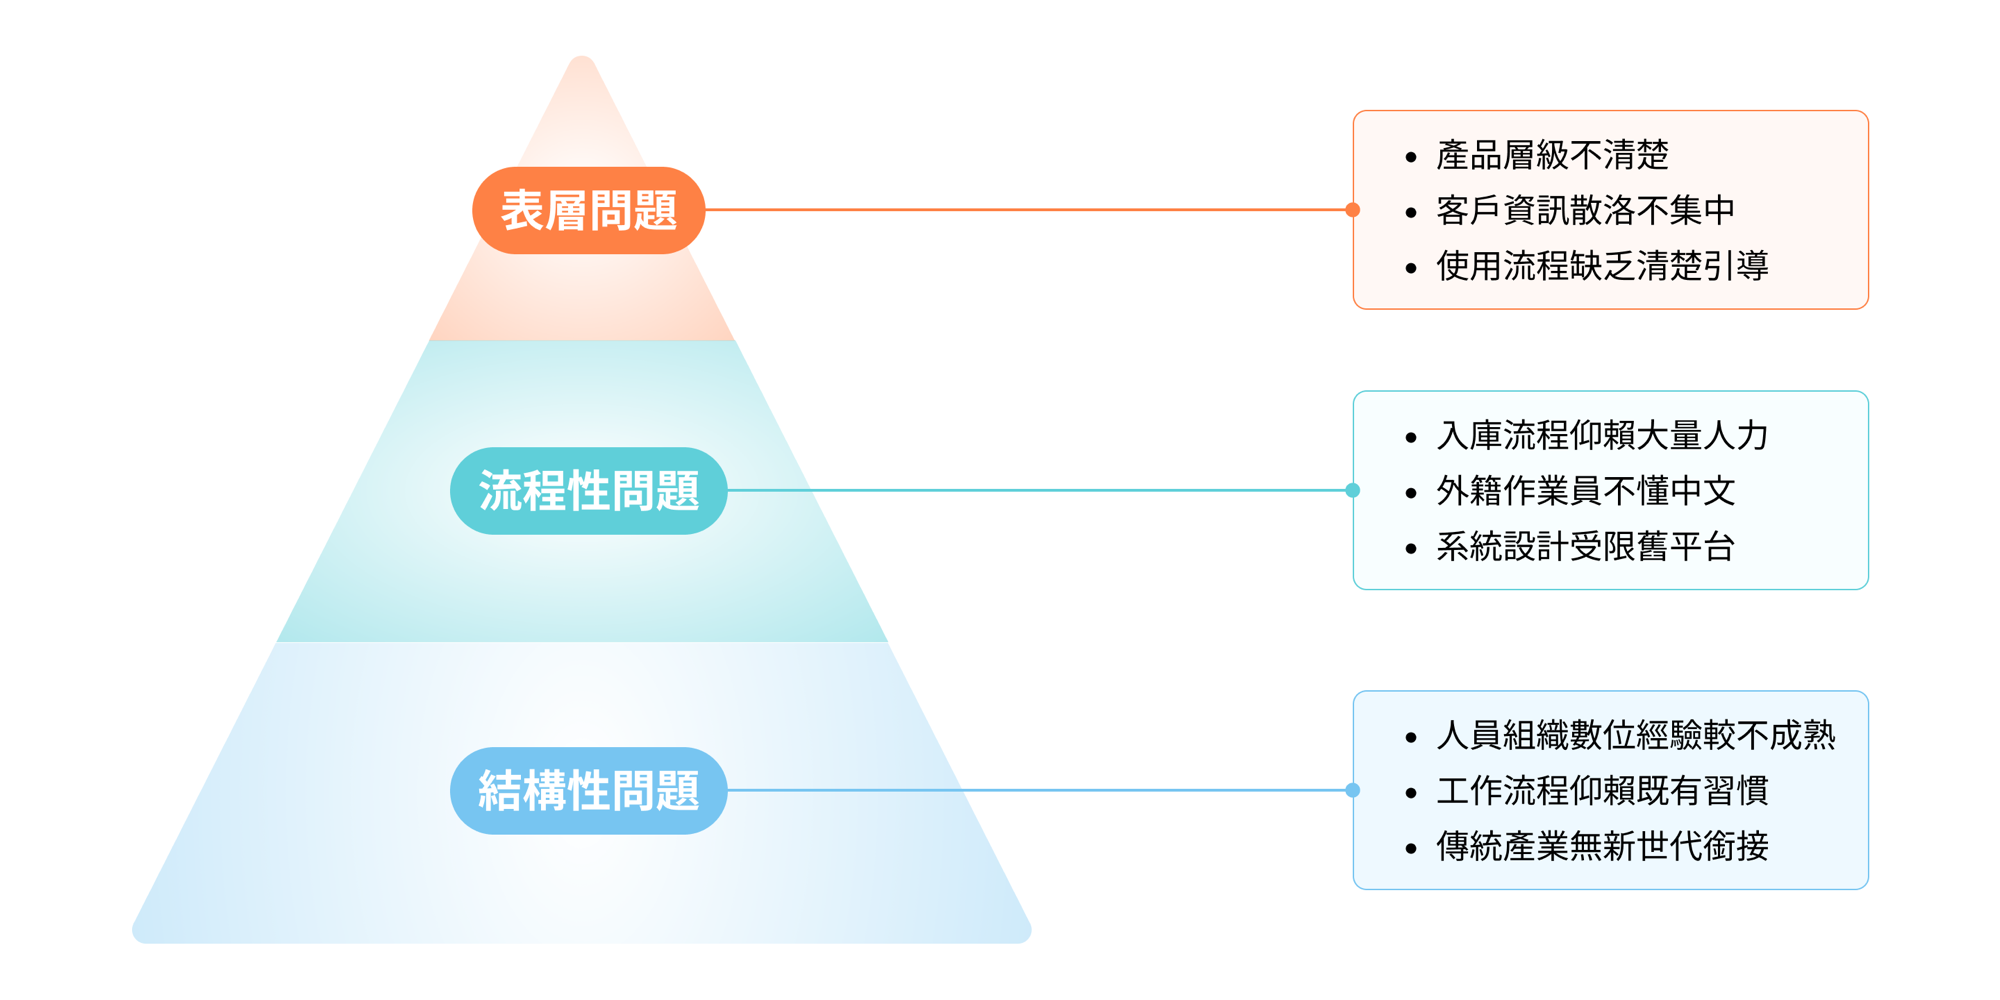 表層問題
• 產品層級不清楚
• 客戶資訊散洛不集中
• 使用流程缺乏清楚引導
流程性問題
• 入庫流程仰賴大量人力
• 外籍作業員不懂中文
• 系統設計受限舊平台
結構性問題
• 人員組織數位經驗較不成熟
• 工作流程仰賴既有習慣
• 傳統產業無新世代銜接